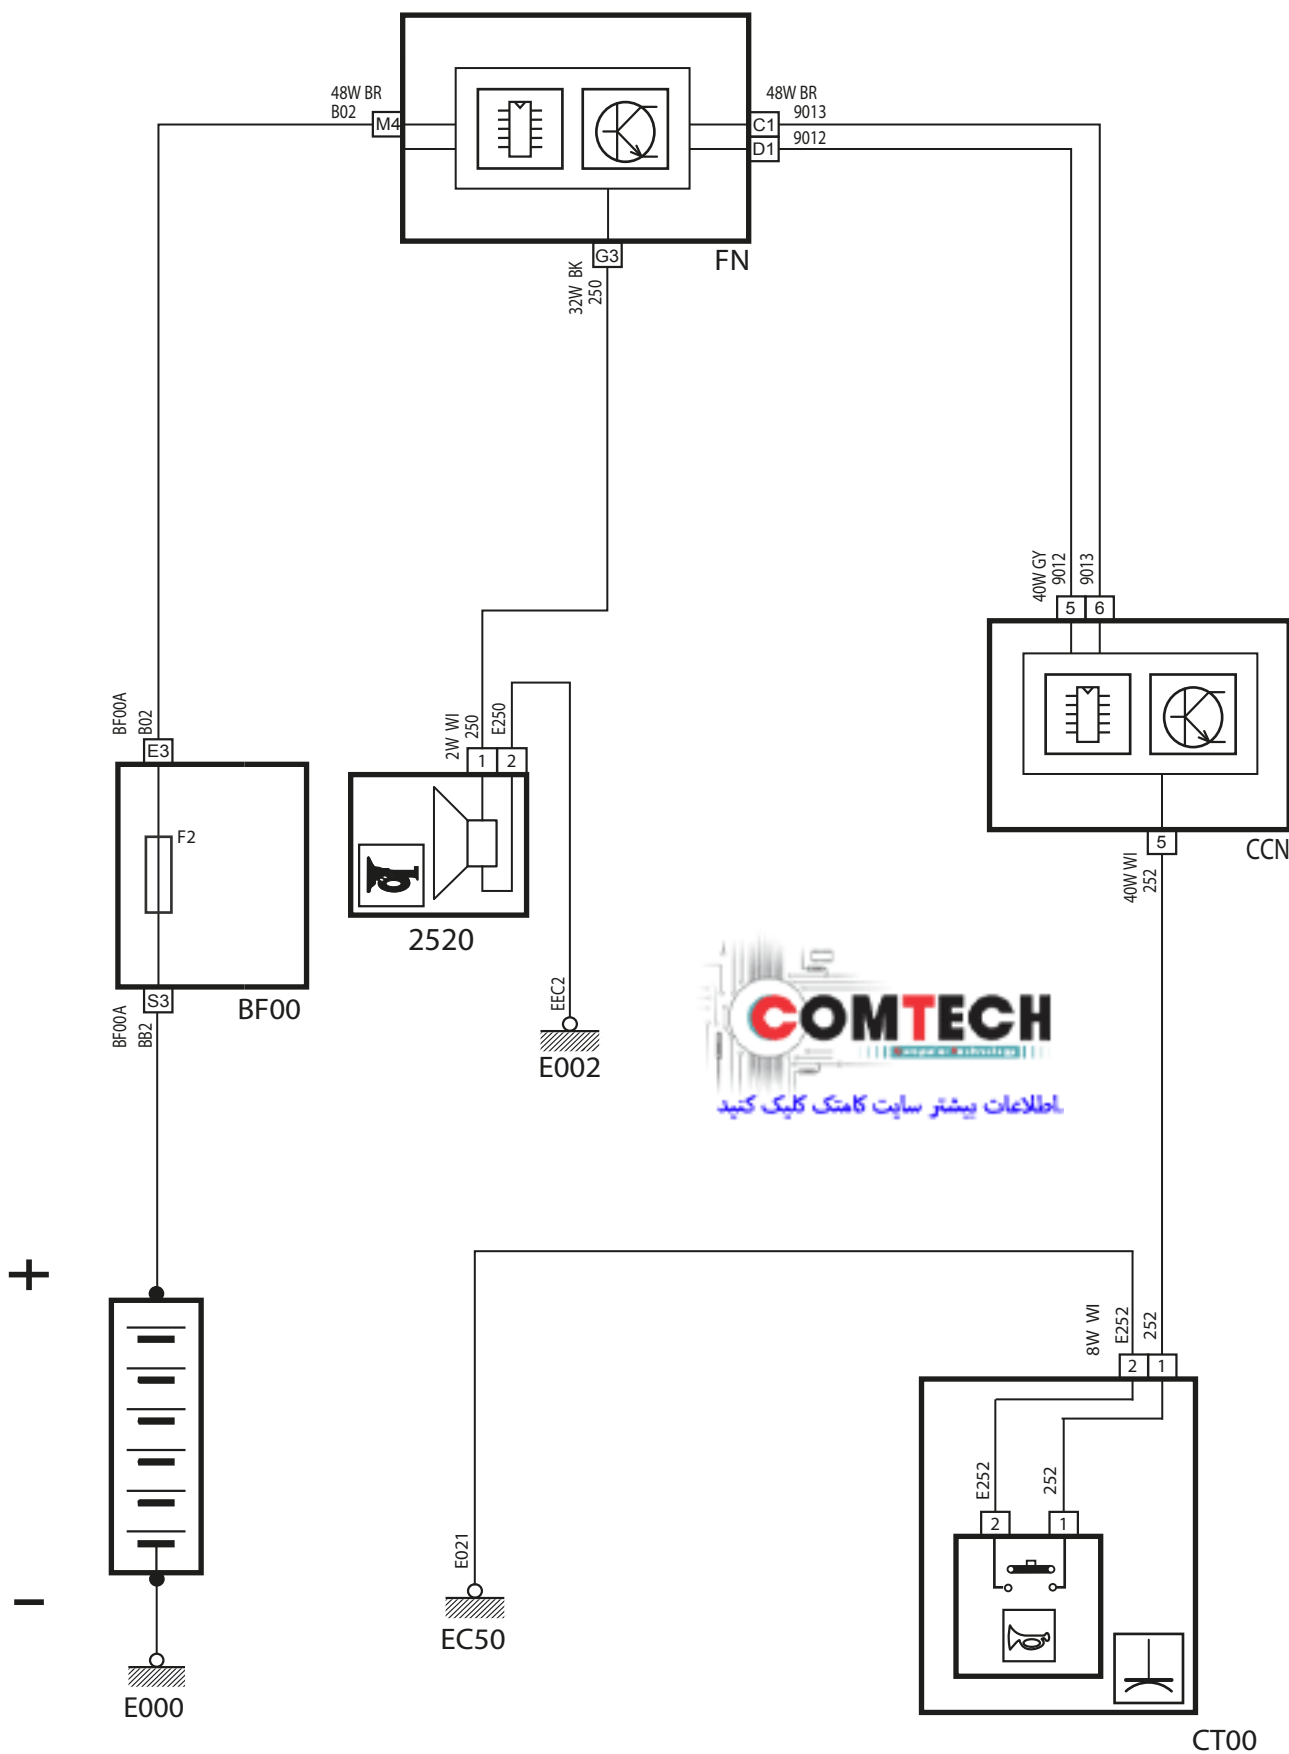 48W BR
B02
M4
48W BR
9013
C1
9012
D1
FN
G3
32W BK
250
40W GY
9012
9013
5
6
CCN
5
40W WI
252
BF00A
B02
E3
F2
S3
BF00
BF00A
BB2
2W WI
250
E250
1
2
2520
EEC2
E002
COMTECH
اطلاعات بیشتر سایت کامتک کلیک کنید.
+
–
E000
E021
EC50
8W WI
E252
252
2
1
E252
252
2
1
CT00